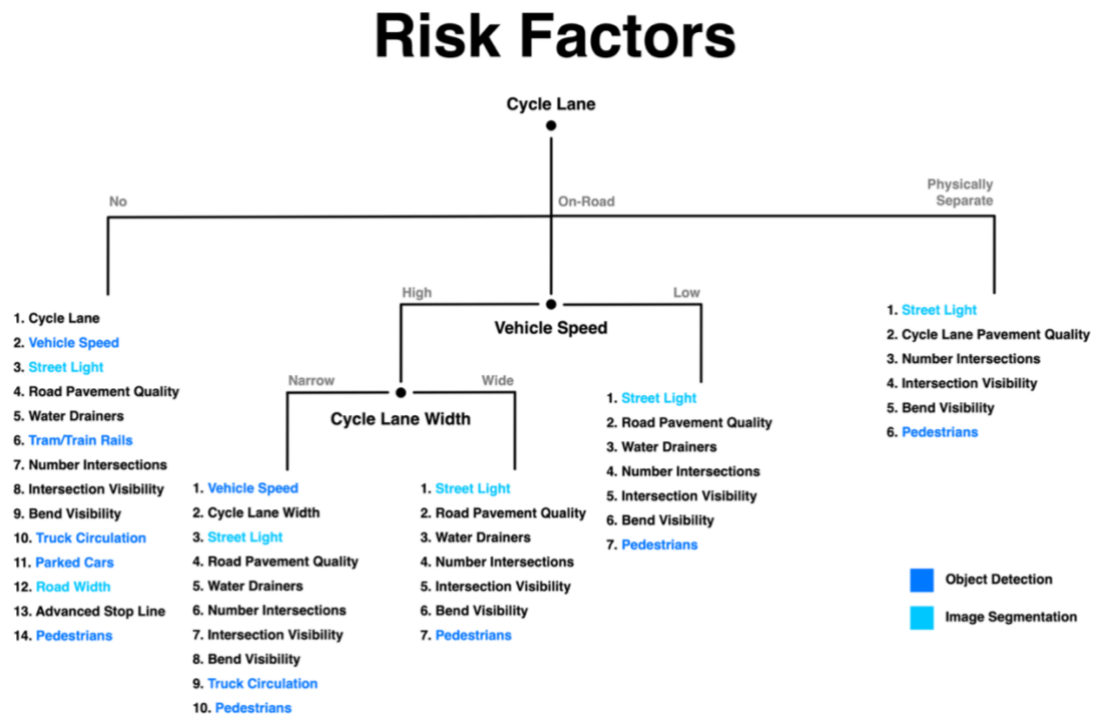 Risk Factors
Cycle Lane
No
On-Road
Physically
Separate
High
Low
Vehicle Speed
Narrow
Wide
Cycle Lane Width
1. Cycle Lane
2. Vehicle Speed
3. Street Light
4. Road Pavement Quality
5. Water Drainers
6. Tram/Train Rails
7. Number Intersections
8. Intersection Visibility
9. Bend Visibility
10. Truck Circulation
11. Parked Cars
12. Road Width
13. Advanced Stop Line
14. Pedestrians
1. Vehicle Speed
2. Cycle Lane Width
3. Street Light
4. Road Pavement Quality
5. Water Drainers
6. Number Intersections
7. Intersection Visibility
8. Bend Visibility
9. Truck Circulation
10. Pedestrians
1. Street Light
2. Road Pavement Quality
3. Water Drainers
4. Number Intersections
5. Intersection Visibility
6. Bend Visibility
7. Pedestrians
1. Street Light
2. Road Pavement Quality
3. Water Drainers
4. Number Intersections
5. Intersection Visibility
6. Bend Visibility
7. Pedestrians
1. Street Light
2. Cycle Lane Pavement Quality
3. Number Intersections
4. Intersection Visibility
5. Bend Visibility
6. Pedestrians
Object Detection
Image Segmentation